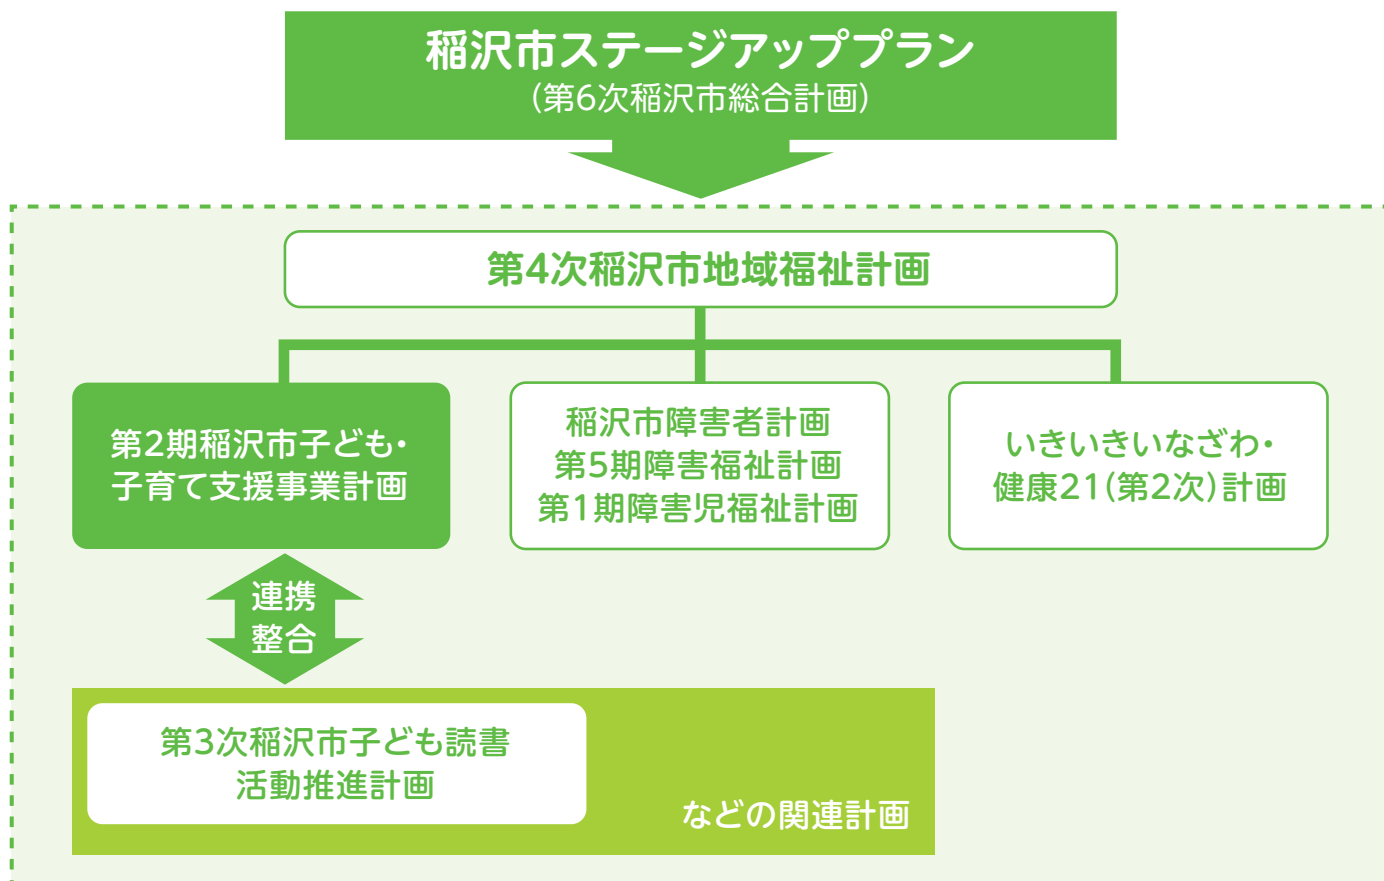 稲沢市ステージアッププラン
(第6次稲沢市総合計画)
第4次稲沢市地域福祉計画
第2期稲沢市子ども・
子育て支援事業計画
稲沢市障害者計画
第5期障害福祉計画
第1期障害児福祉計画
いきいきいなざわ・
健康21(第2次)計画
連携
整合
第3次稲沢市子ども読書
活動推進計画
などの関連計画